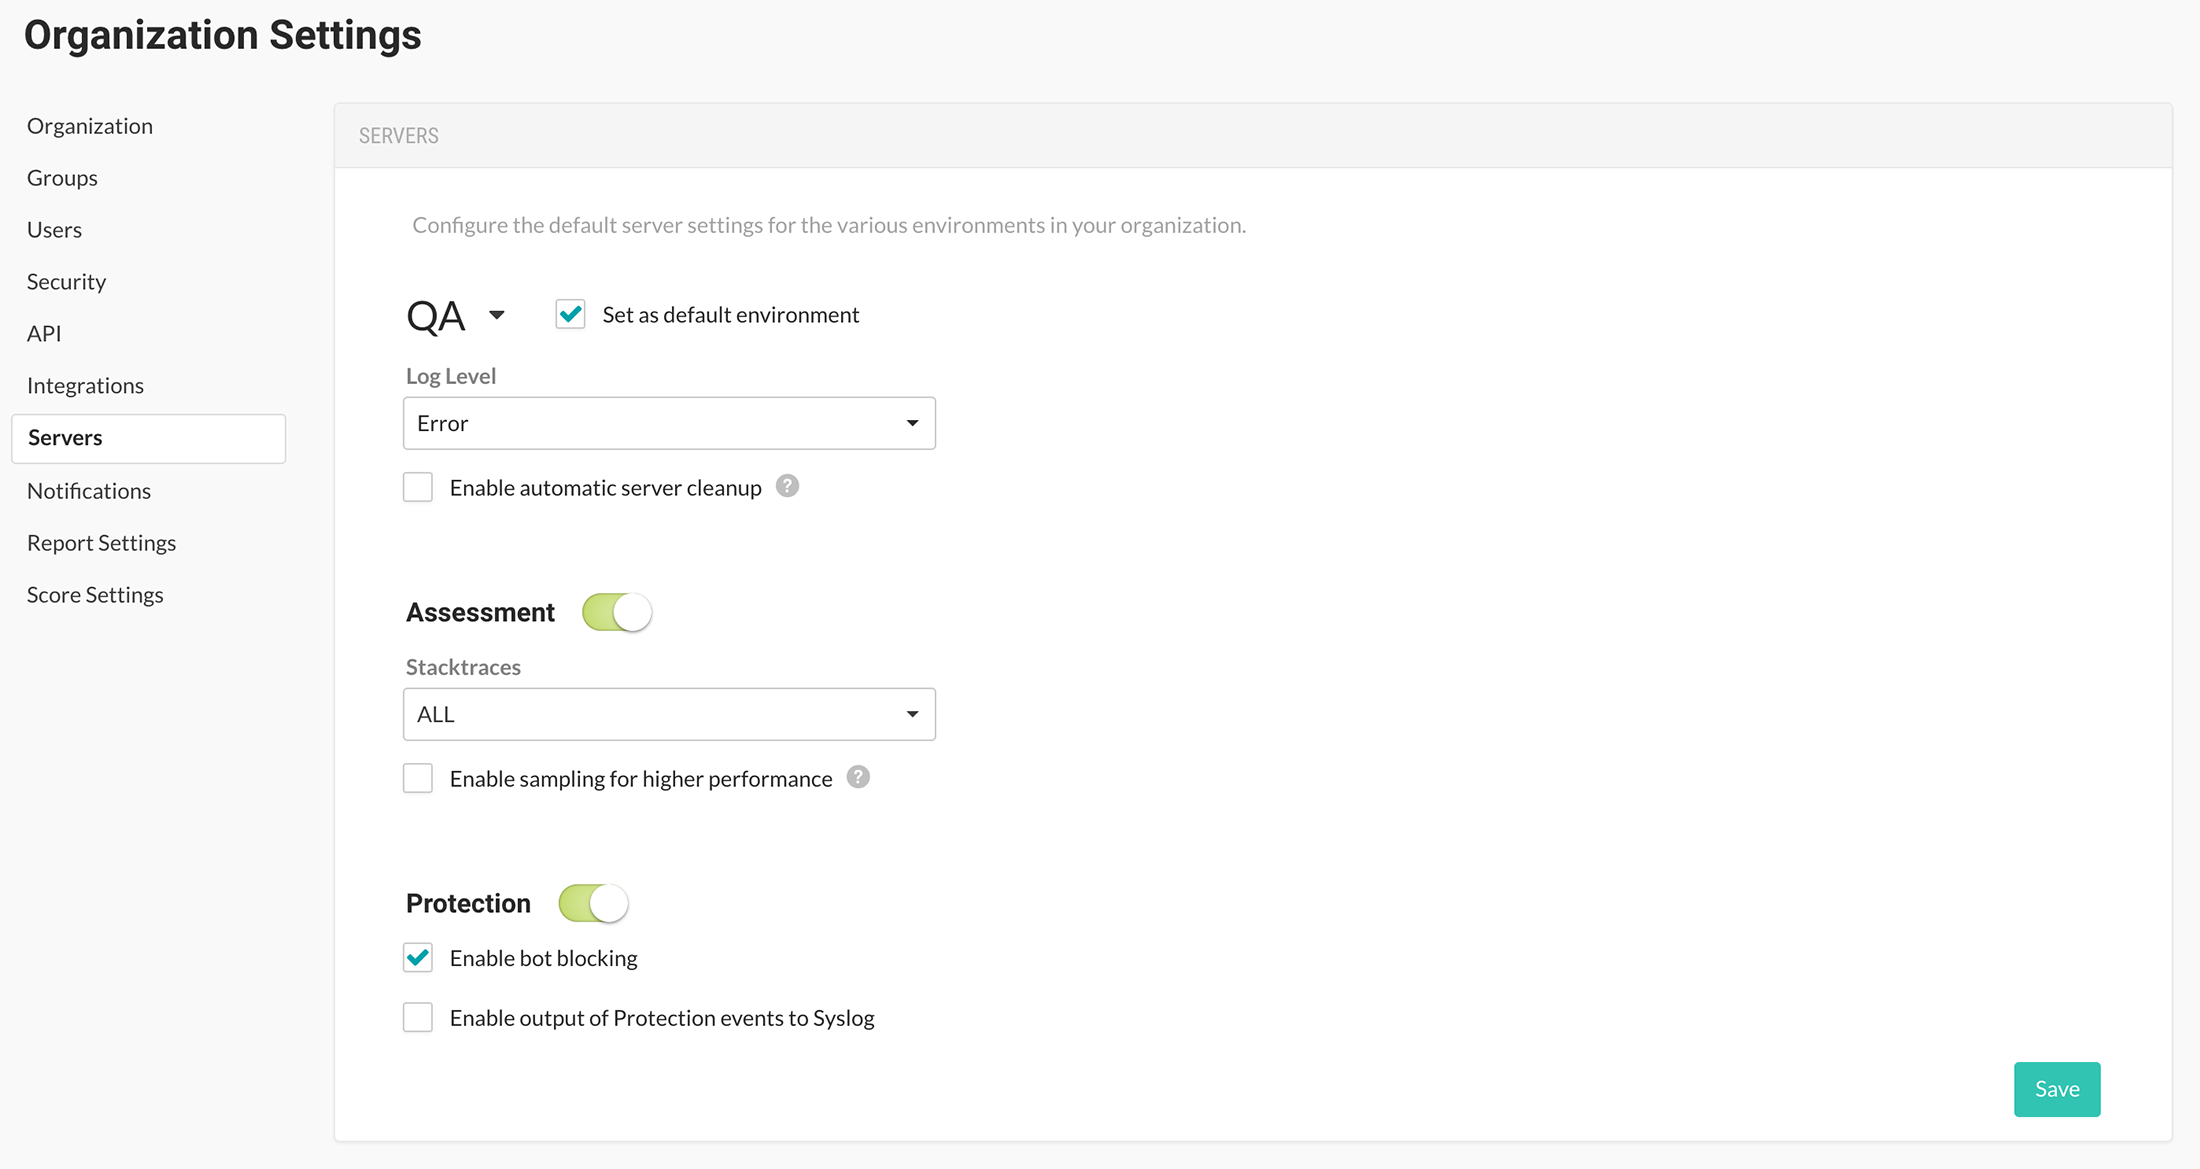 Organization Settings
Organization
Groups
Users
Security
API
Integrations
Servers
Notifications
Report Settings
Score Settings
SERVERS
Configure the default server settings for the various environments in your organization.
QA
Set as default environment
Log Level
Error
Enable automatic server cleanup ?
Assessment
Stacktraces
ALL
Enable sampling for higher performance ?
Protection
Enable bot blocking
Enable output of Protection events to Syslog
Save